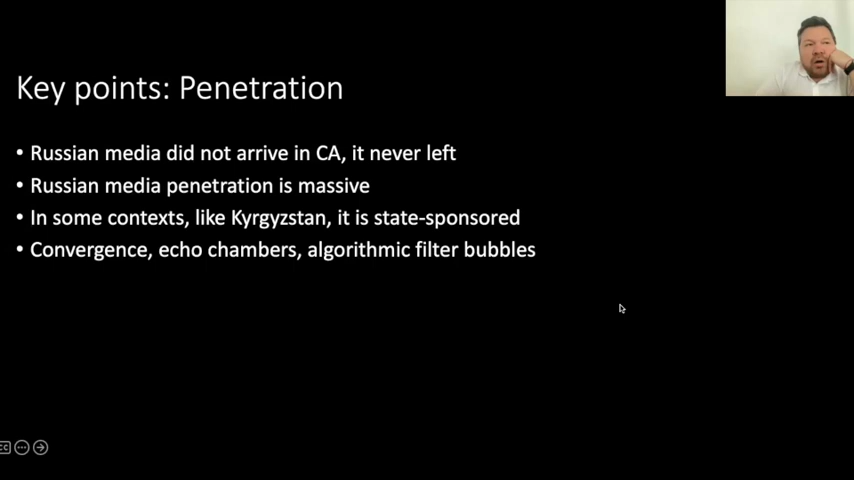 Key points: Penetration
• Russian media did not arrive in CA, it never left
• Russian media penetration is massive
• In some contexts, like Kyrgyzstan, it is state-sponsored
• Convergence, echo chambers, algorithmic filter bubbles
CC